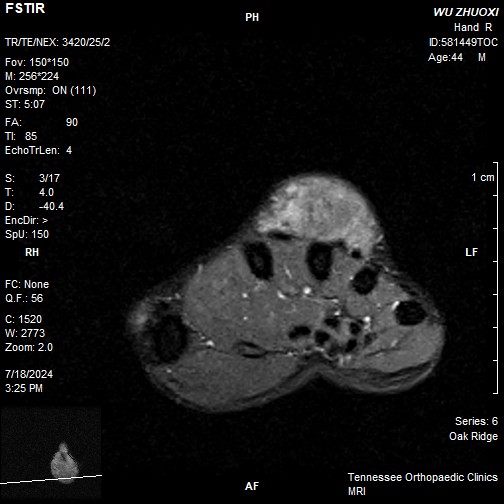 FSTIR
PH
WU ZHUOXI
Hand R
TR/TE/NEX: 3420/25/2
ID:581449TOC
Age:44 M
Fov: 150*150
M: 256*224
Ovrsmp: ON (111)
ST: 5:07
FA: 90
TI: 85
EchoTrLen: 4
S: 3/17
1 cm
T: 4.0
D: -40.4
EncDir: >
SpU: 150
RH
LF
FC: None
Q.F.: 56
C: 1520
W: 2773
Zoom: 2.0
7/18/2024
3:25 PM
Series: 6
Oak Ridge
Tennessee Orthopaedic Clinics
AF
MRI